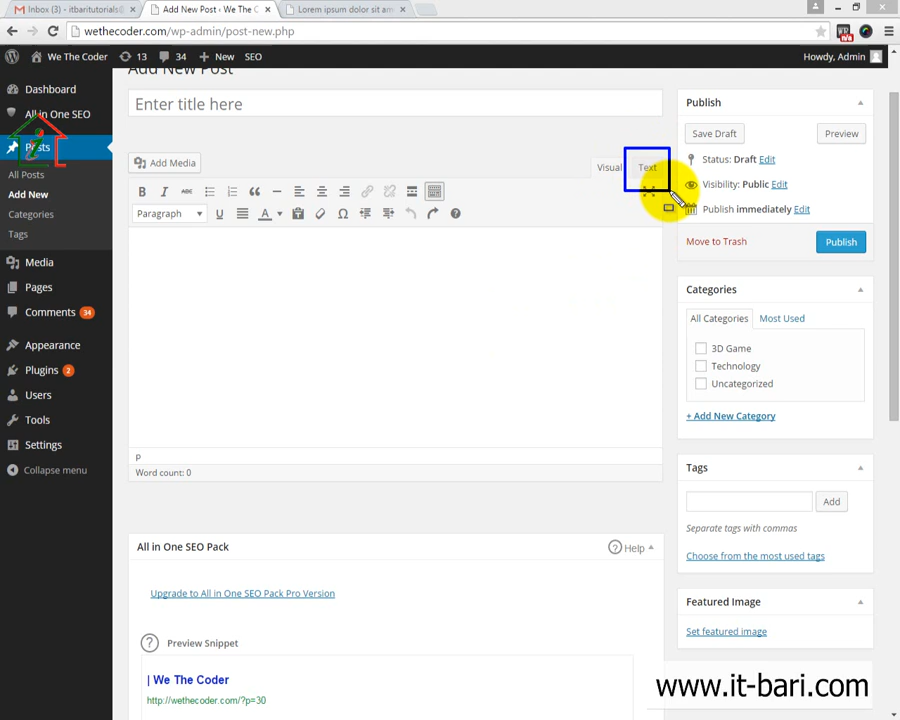 Inbox (3) - itbaritutorials@
Add New Post ‹ We The C
Lorem ipsum dolor sit am
wethecoder.com/wp-admin/post-new.php
We The Coder
13
34
New
SEO
Howdy, Admin
Dashboard
All in One SEO
Posts
All Posts
Add New
Categories
Tags
Media
Pages
Comments 34
Appearance
Plugins 2
Users
Tools
Settings
Collapse menu
Add New Post
Enter title here
Add Media
Visual
Text
B I ABC
Paragraph
U A Ω
p
Word count: 0
All in One SEO Pack
Help
Upgrade to All in One SEO Pack Pro Version
Preview Snippet
| We The Coder
http://wethecoder.com/?p=30
Publish
Save Draft
Preview
Status: Draft Edit
Visibility: Public Edit
Publish immediately Edit
Move to Trash
Publish
Categories
All Categories
Most Used
3D Game
Technology
Uncategorized
+ Add New Category
Tags
Add
Separate tags with commas
Choose from the most used tags
Featured Image
Set featured image
www.it-bari.com